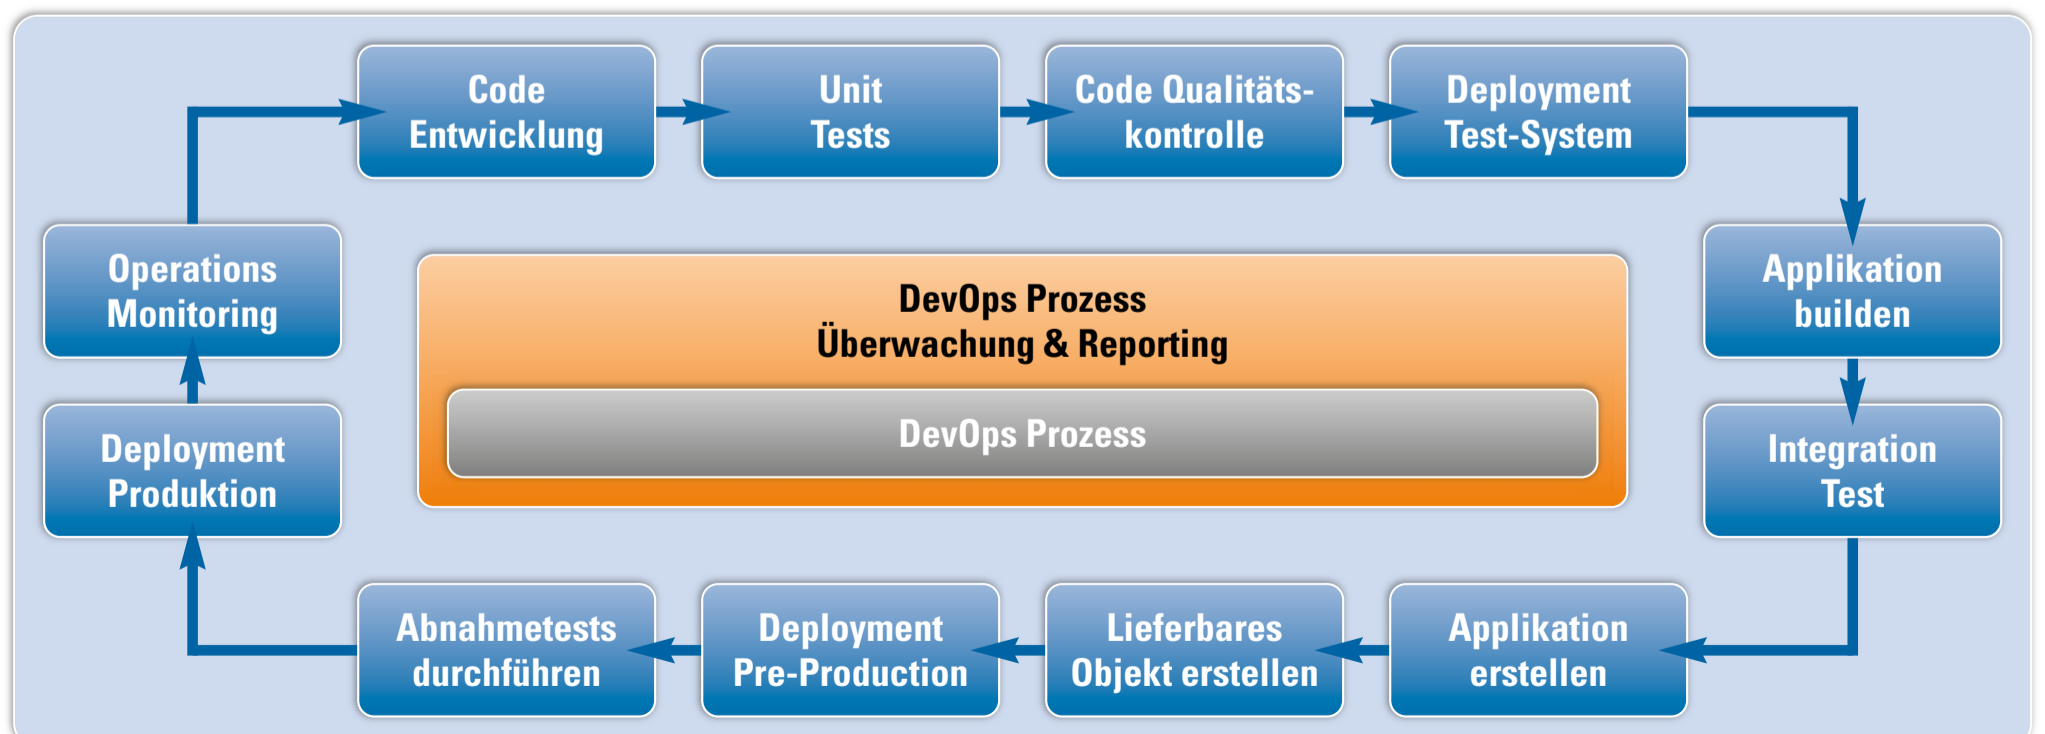 Code
Entwicklung
Unit
Tests
Code Qualitäts-
kontrolle
Deployment
Test-System
Operations
Monitoring
DevOps Prozess
Überwachung & Reporting
Applikation
builden
Deployment
Produktion
DevOps Prozess
Integration
Test
Abnahmetests
durchführen
Deployment
Pre-Production
Lieferbares
Objekt erstellen
Applikation
erstellen